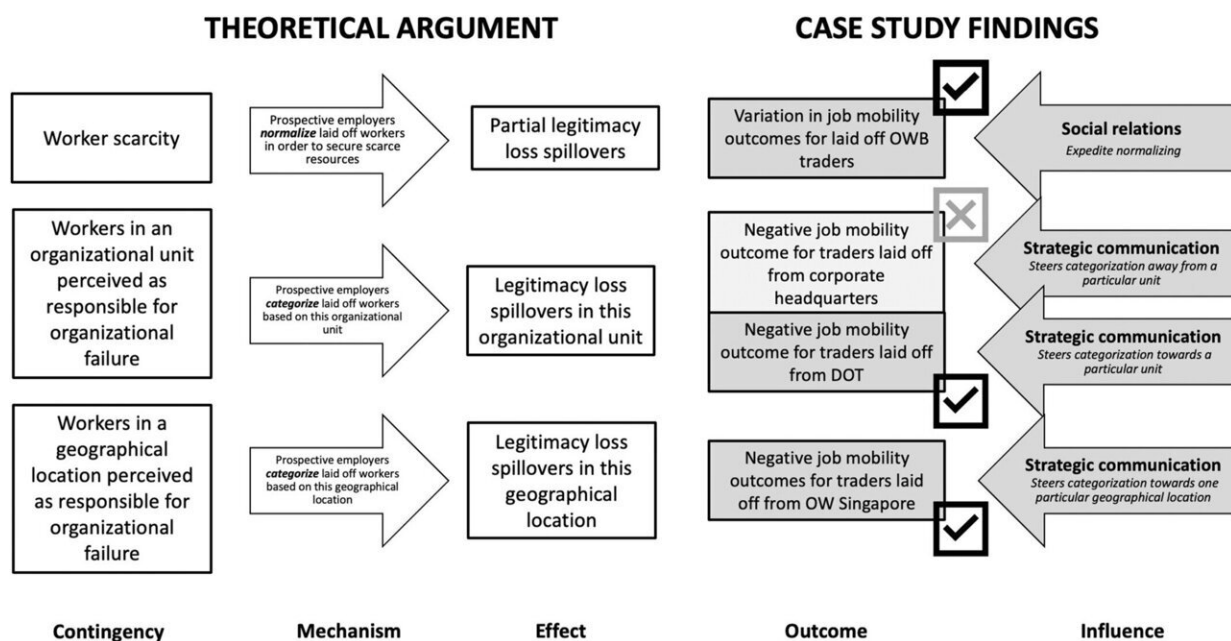 THEORETICAL ARGUMENT
CASE STUDY FINDINGS
Worker scarcity
Prospective employers
normalize laid off workers
in order to secure scarce
resources
Partial legitimacy
loss spillovers
Variation in job mobility
outcomes for laid off OWB
traders
Social relations
Expedite normalizing
Workers in an
organizational unit
perceived as
responsible for
organizational
failure
Prospective employers
categorize laid off workers
based on this organizational
unit
Legitimacy loss
spillovers in this
organizational unit
Negative job mobility
outcome for traders laid off
from corporate
headquarters
Strategic communication
Steers categorization away from a
particular unit
Negative job mobility
outcome for traders laid off
from DOT
Strategic communication
Steers categorization towards a
particular unit
Workers in a
geographical
location perceived
as responsible for
organizational
failure
Prospective employers
categorize laid off workers
based on this geographical
location
Legitimacy loss
spillovers in this
geographical
location
Negative job mobility
outcomes for traders laid
off from OW Singapore
Strategic communication
Steers categorization towards one
particular geographical location
Contingency
Mechanism
Effect
Outcome
Influence